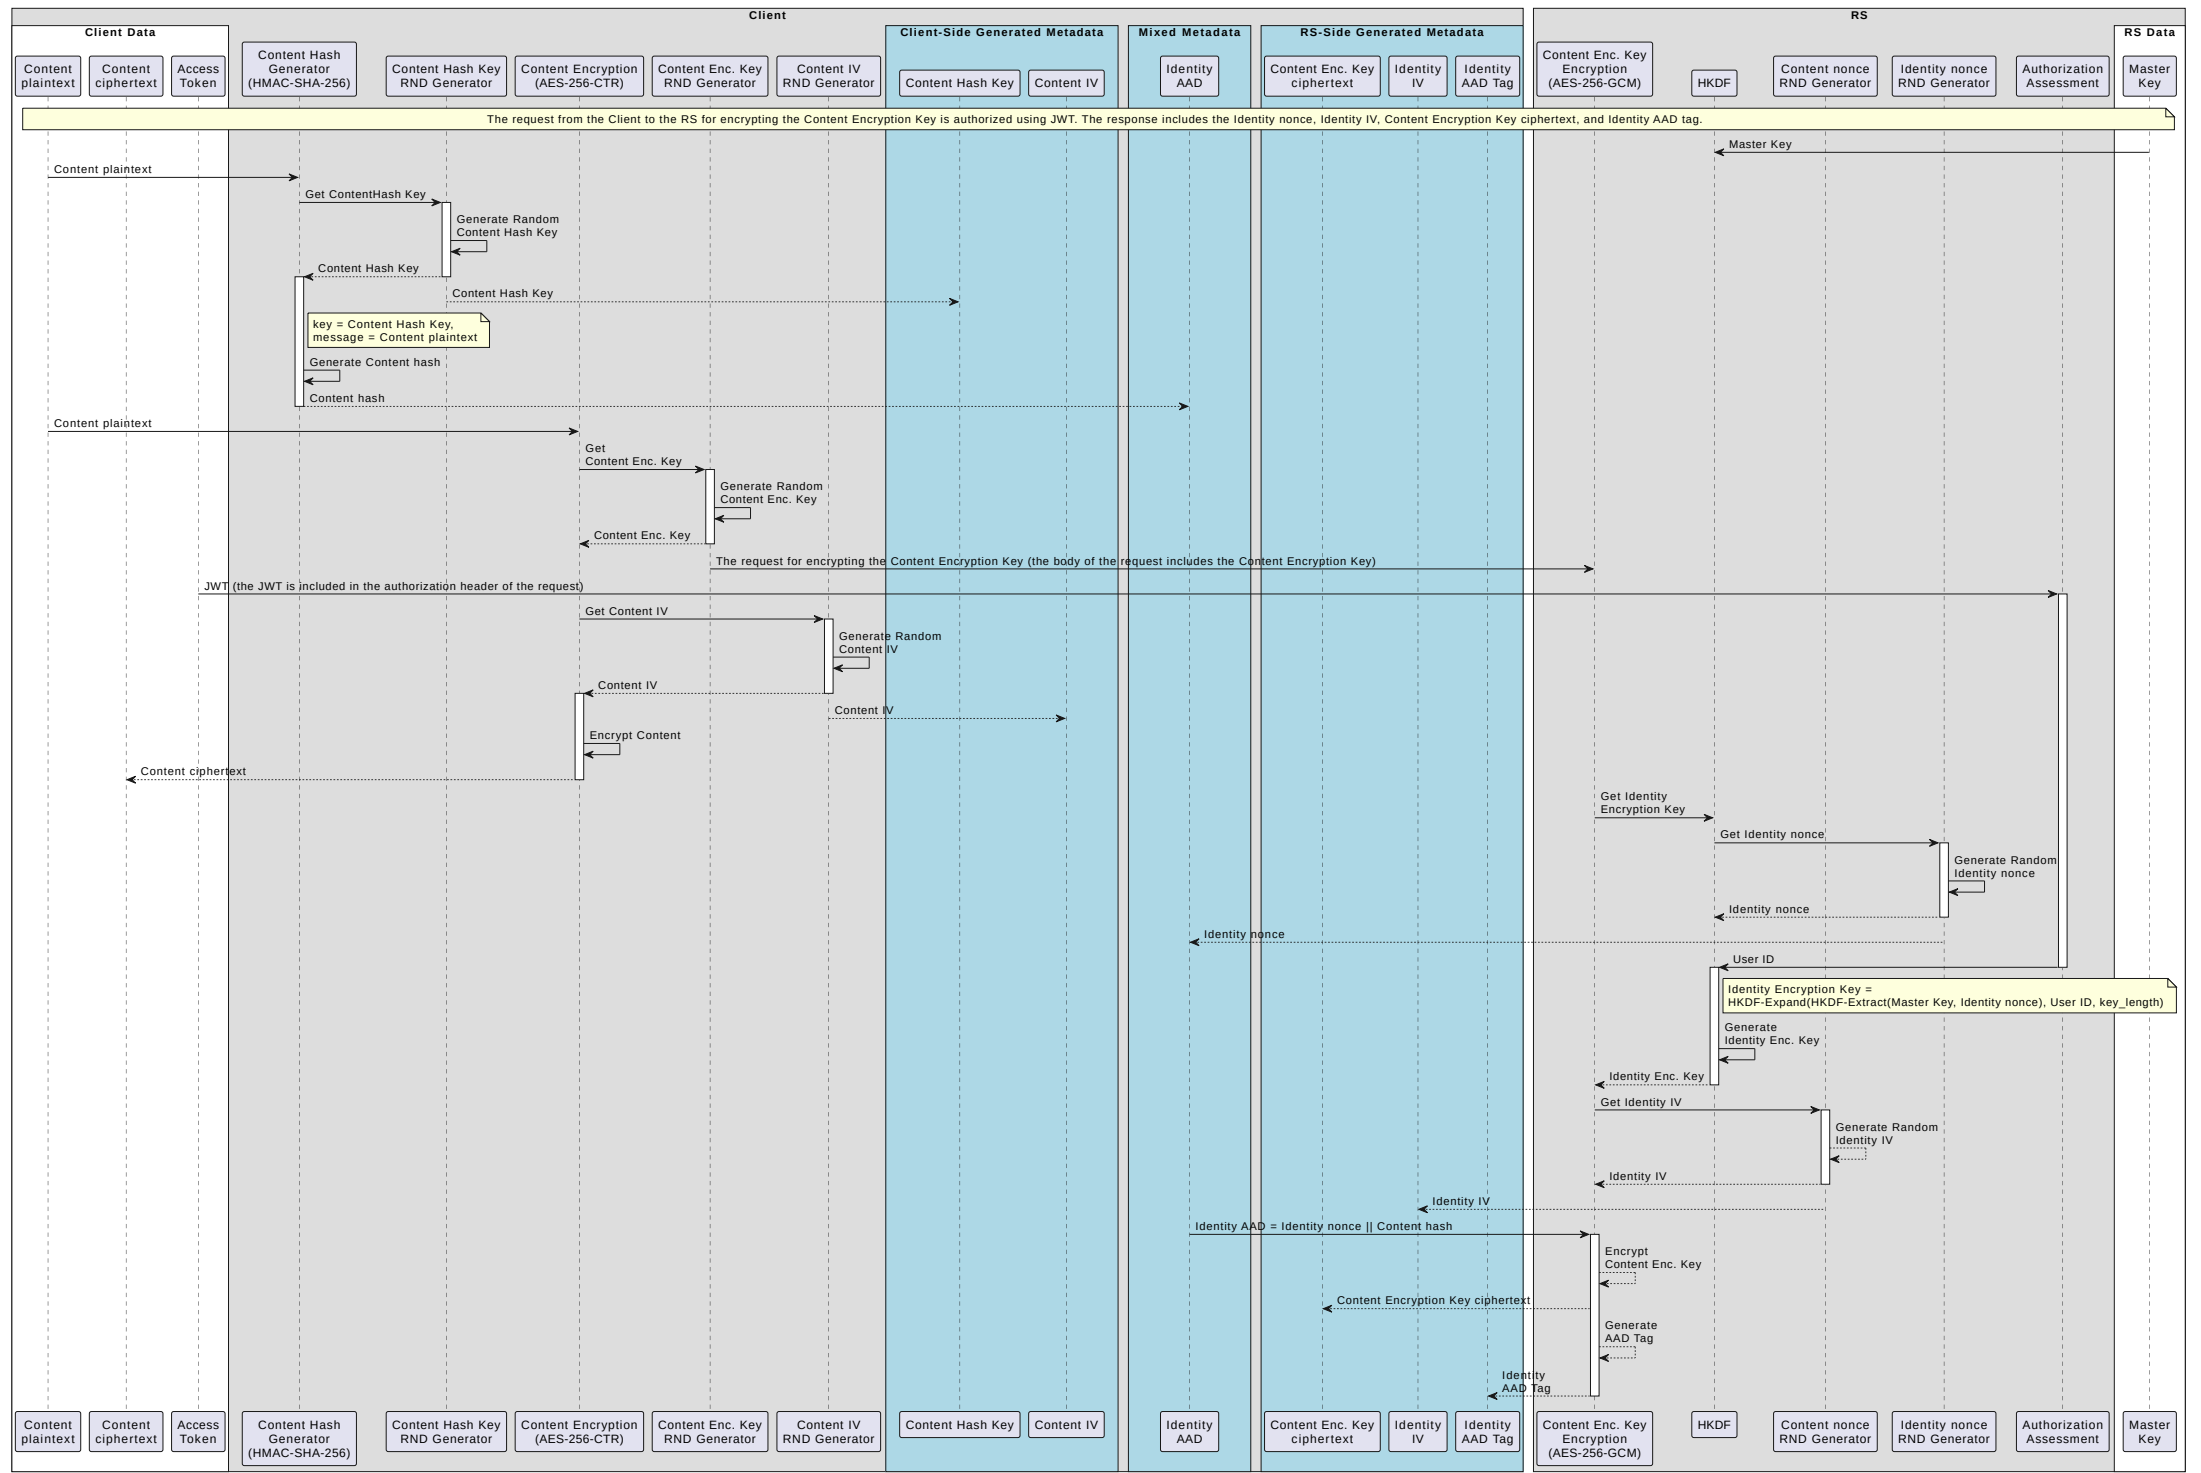 Client
RS
Client Data
Client-Side Generated Metadata
Mixed Metadata
RS-Side Generated Metadata
RS Data
Content
plaintext
Content
ciphertext
Access
Token
Content Hash
Generator
(HMAC-SHA-256)
Content Hash Key
RND Generator
Content Encryption
(AES-256-CTR)
Content Enc. Key
RND Generator
Content IV
RND Generator
Content Hash Key
Content IV
Identity
AAD
Content Enc. Key
ciphertext
Identity
IV
Identity
AAD Tag
Content Enc. Key
Encryption
(AES-256-GCM)
HKDF
Content nonce
RND Generator
Identity nonce
RND Generator
Authorization
Assessment
Master
Key
The request from the Client to the RS for encrypting the Content Encryption Key is authorized using JWT. The response includes the Identity nonce, Identity IV, Content Encryption Key ciphertext, and Identity AAD tag.
Master Key
Content plaintext
Get ContentHash Key
Generate Random
Content Hash Key
Content Hash Key
Content Hash Key
key = Content Hash Key,
message = Content plaintext
Generate Content hash
Content hash
Content plaintext
Get
Content Enc. Key
Generate Random
Content Enc. Key
Content Enc. Key
The request for encrypting the Content Encryption Key (the body of the request includes the Content Encryption Key)
JWT (the JWT is included in the authorization header of the request)
Get Content IV
Generate Random
Content IV
Content IV
Content IV
Encrypt Content
Content ciphertext
Get Identity
Encryption Key
Get Identity nonce
Generate Random
Identity nonce
Identity nonce
Identity nonce
User ID
Identity Encryption Key =
HKDF-Expand(HKDF-Extract(Master Key, Identity nonce), User ID, key_length)
Generate
Identity Enc. Key
Identity Enc. Key
Get Identity IV
Generate Random
Identity IV
Identity IV
Identity IV
Identity AAD = Identity nonce || Content hash
Encrypt
Content Enc. Key
Content Encryption Key ciphertext
Generate
AAD Tag
Identity
AAD Tag
Content
plaintext
Content
ciphertext
Access
Token
Content Hash
Generator
(HMAC-SHA-256)
Content Hash Key
RND Generator
Content Encryption
(AES-256-CTR)
Content Enc. Key
RND Generator
Content IV
RND Generator
Content Hash Key
Content IV
Identity
AAD
Content Enc. Key
ciphertext
Identity
IV
Identity
AAD Tag
Content Enc. Key
Encryption
(AES-256-GCM)
HKDF
Content nonce
RND Generator
Identity nonce
RND Generator
Authorization
Assessment
Master
Key